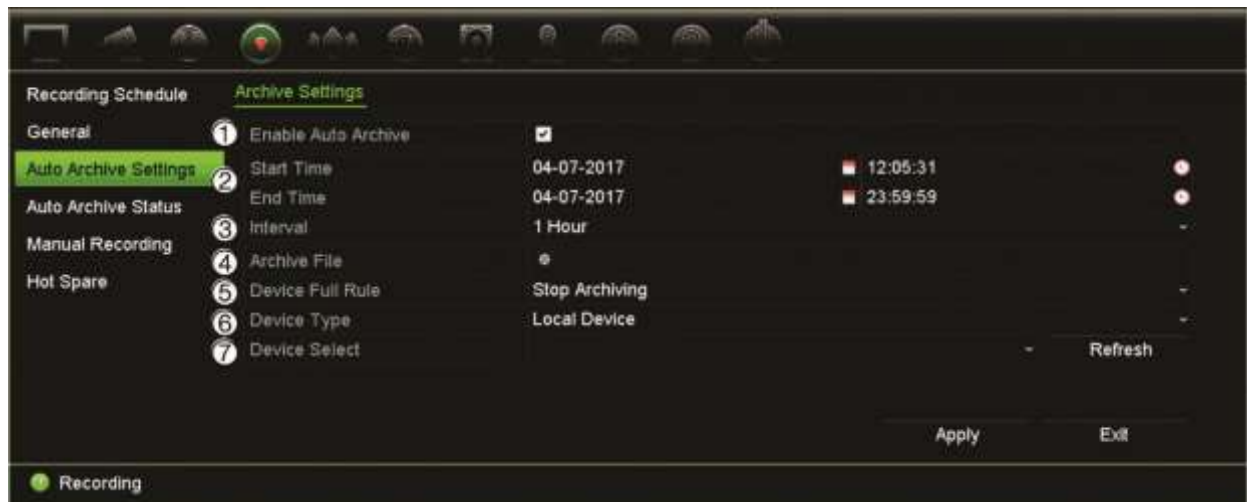 Recording Schedule
Archive Settings
General
1 Enable Auto Archive
Auto Archive Settings
2 Start Time 04-07-2017 12:05:31
End Time 04-07-2017 23:59:59
Auto Archive Status
3 Interval 1 Hour
Manual Recording
4 Archive File
Hot Spare
5 Device Full Rule Stop Archiving
6 Device Type Local Device
7 Device Select Refresh
Apply Exit
Recording